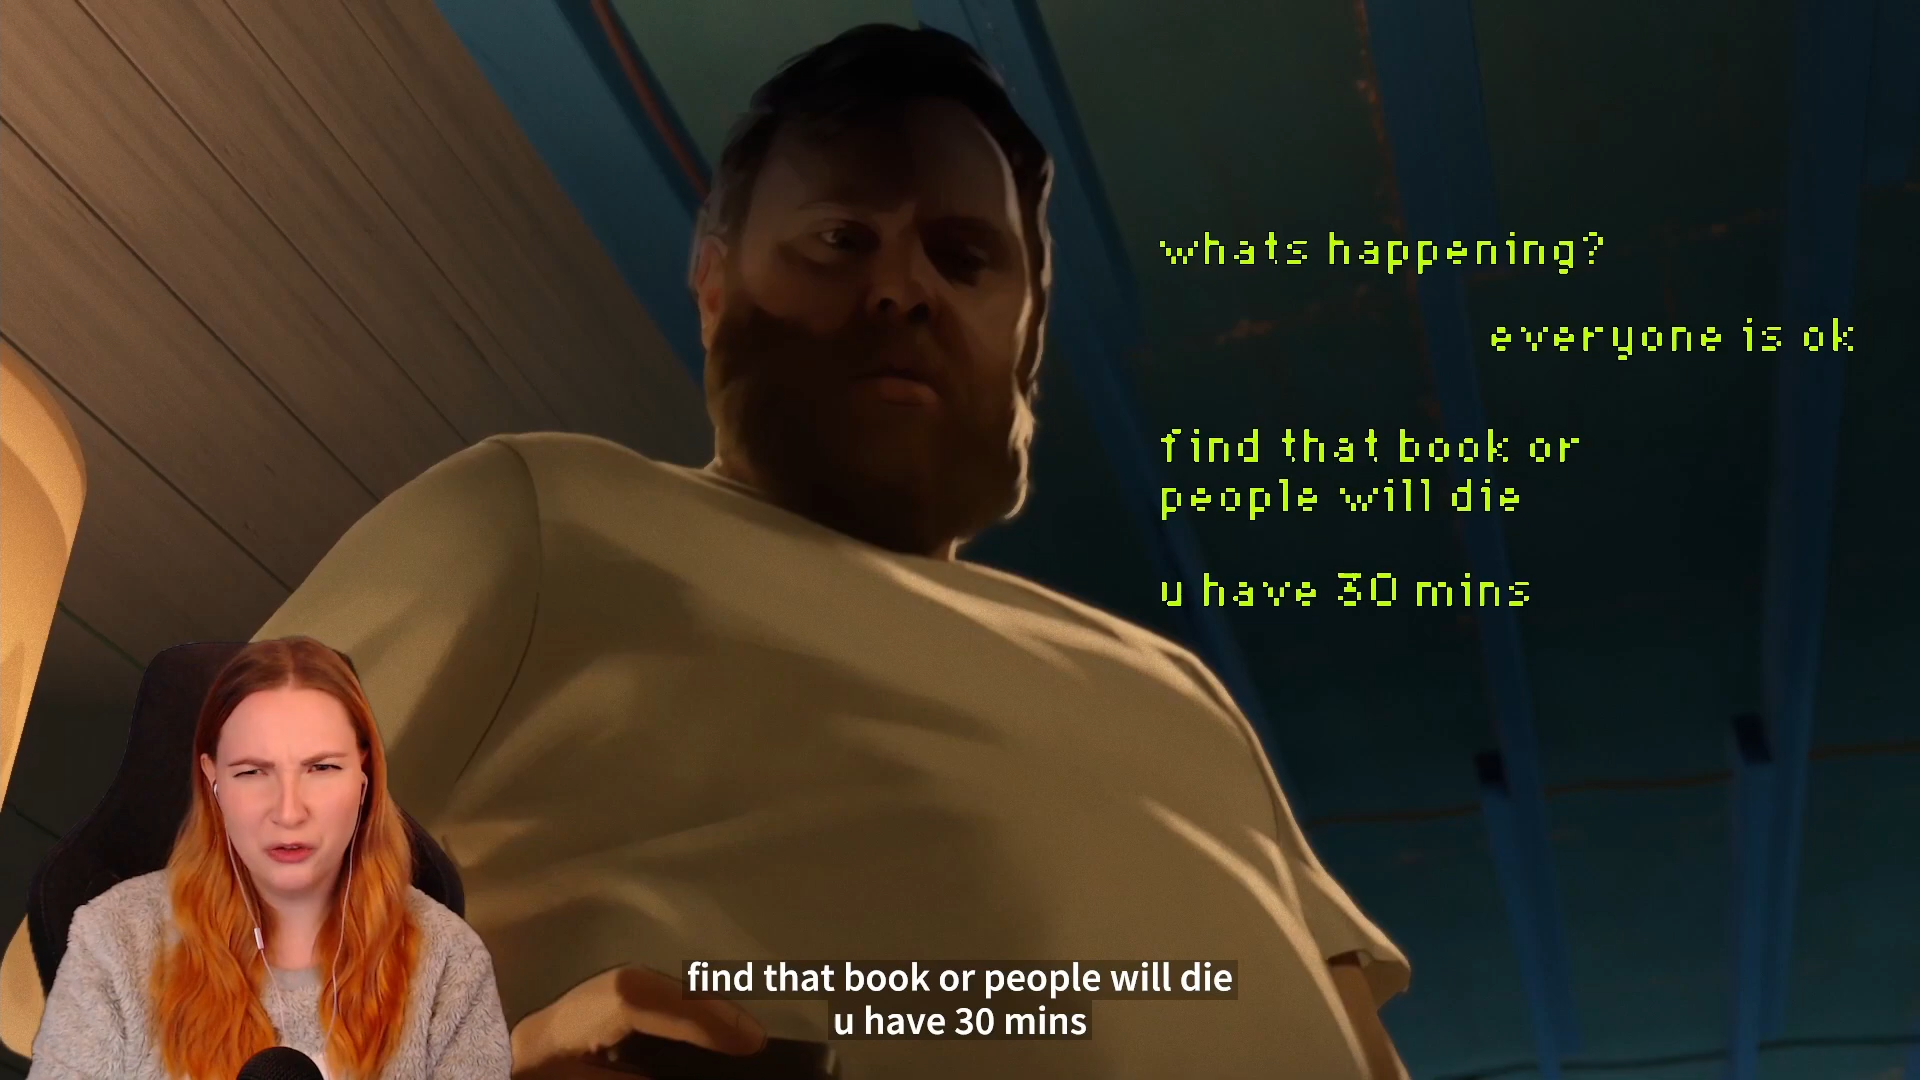 whats happening?
everyone is ok
find that book or
people will die
u have 30 mins
find that book or people will die
u have 30 mins